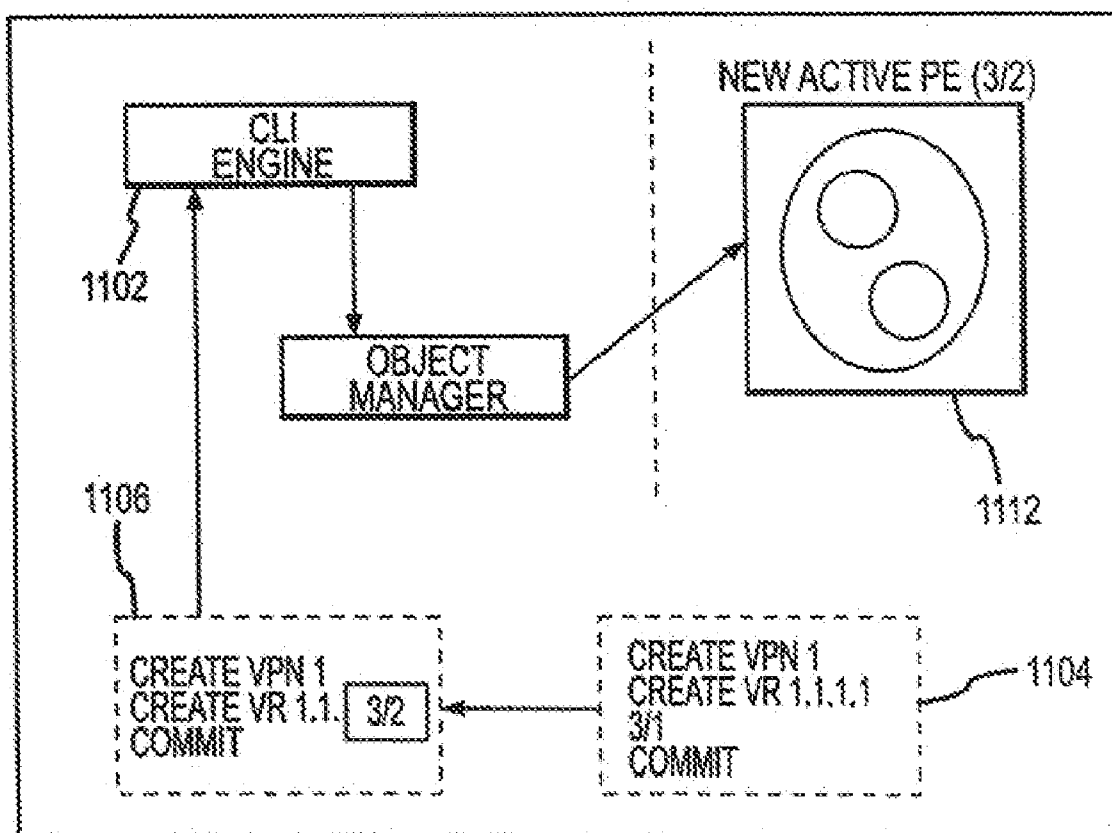 NEW ACTIVE PE (3/2)
CLI
ENGINE
1102
OBJECT
MANAGER
1112
1106
CREATE VPN 1
CREATE VR 1.1.
3/2
COMMIT
CREATE VPN 1
CREATE VR 1.1.1.1
3/1
COMMIT
1104